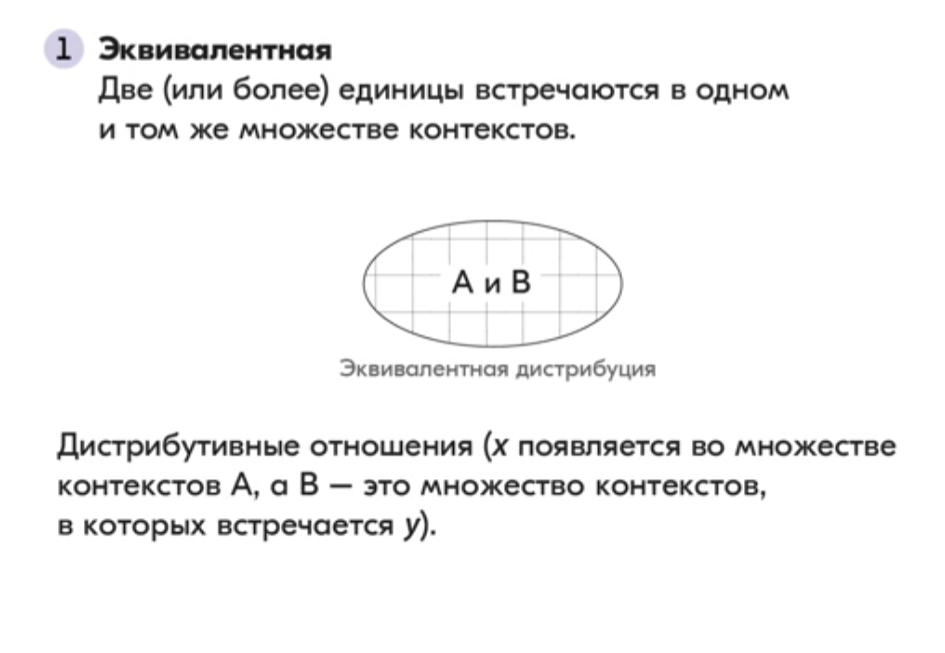 1 Эквивалентная
Две (или более) единицы встречаются в одном
и том же множестве контекстов.
А и В
Эквивалентная дистрибуция
Дистрибутивные отношения (x появляется во множестве
контекстов А, а В — это множество контекстов,
в которых встречается y).